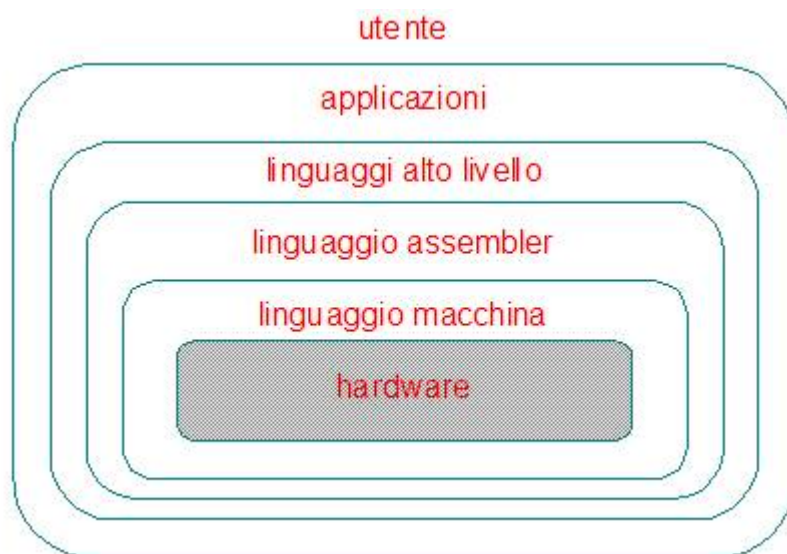 utente
applicazioni
linguaggi alto livello
linguaggio assembler
linguaggio macchina
hardware